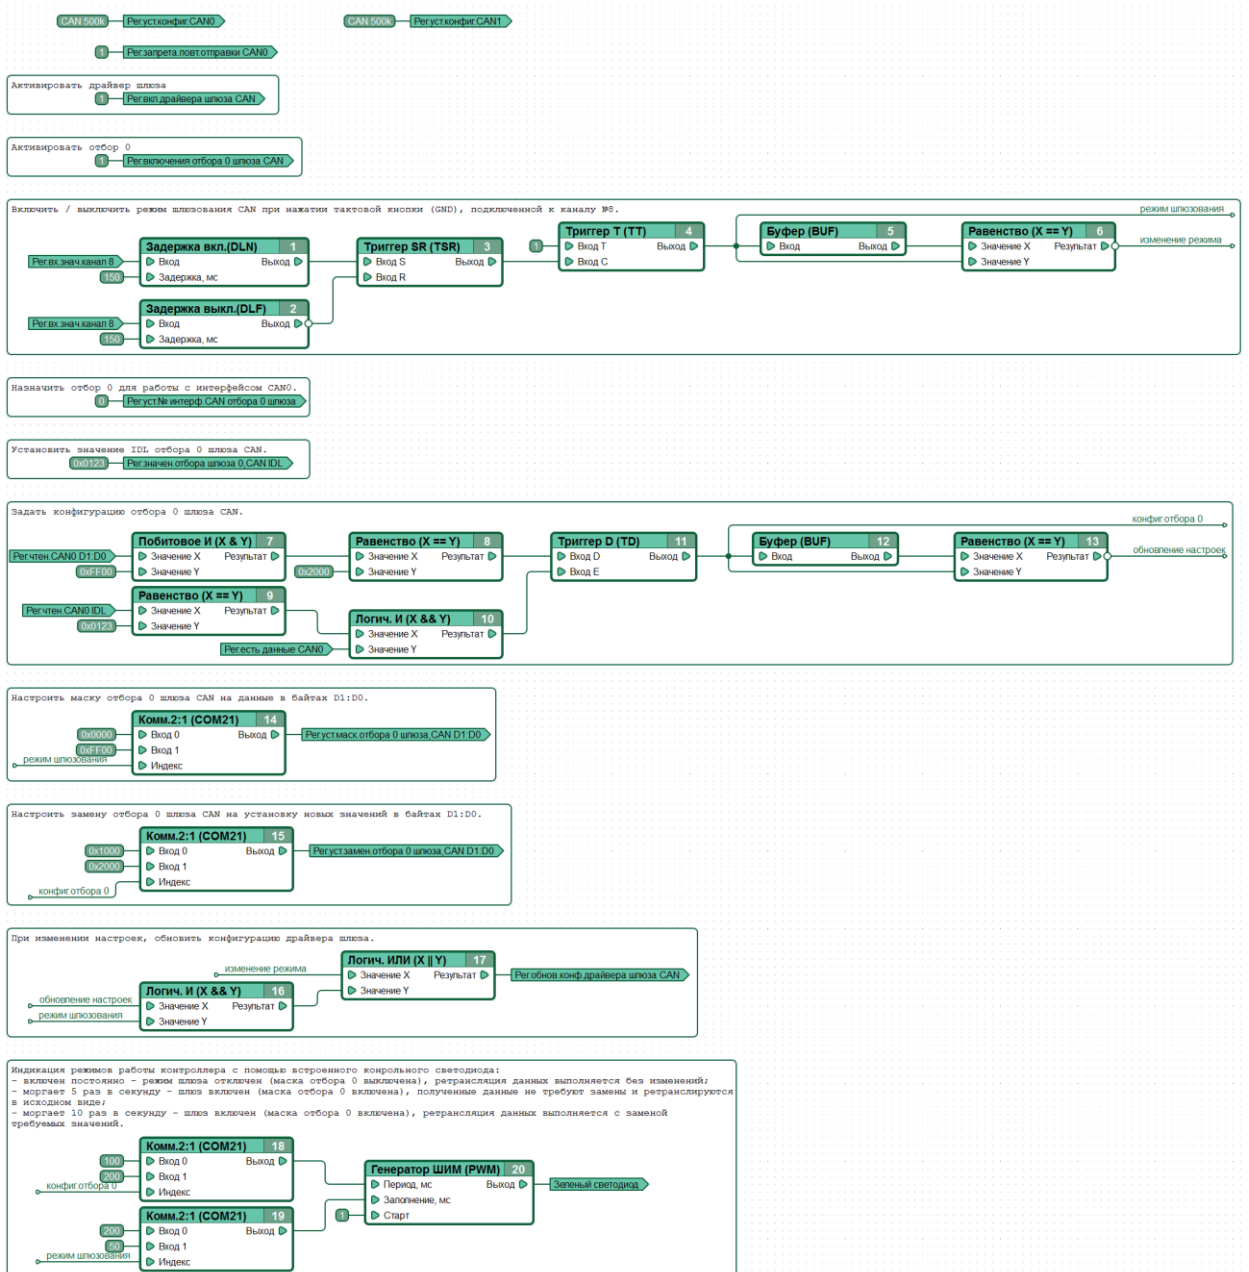 CAN 500k Рег.уст.конфиг.CAN0
CAN 500k Рег.уст.конфиг.CAN1
1 Рег.запрета.повт.отправки CAN0
Активировать драйвер шлюза
1 Рег.вкл.драйвера шлюза CAN
Активировать отбор 0
1 Рег.включения отбора 0 шлюза CAN
Включить / выключить режим шлюзования CAN при нажатии тактовой кнопки (GND), подключенной к каналу №8.
режим шлюзования
изменение режима
Задержка вкл.(DLN) 1
Рег.вх.знач.канал 8 Вход Выход
150 Задержка, мс
Задержка выкл.(DLF) 2
Рег.вх.знач.канал 8 Вход Выход
150 Задержка, мс
Триггер SR (TSR) 3
Вход S Выход
Вход R
Триггер T (TT) 4
1 Вход T Выход
Вход C
Буфер (BUF) 5
Вход Выход
Равенство (X == Y) 6
Значение X Результат
Значение Y
Назначить отбор 0 для работы с интерфейсом CAN0.
0 Рег.уст.№ интерф.CAN отбора 0 шлюза
Установить значение IDL отбора 0 шлюза CAN.
0x0123 Рег.значен.отбора шлюза 0,CAN IDL
Задать конфигурацию отбора 0 шлюза CAN.
конфиг.отбора 0
обновление настроек
Побитовое И (X & Y) 7
Рег.чтен.CAN0 D1:D0 Значение X Результат
0xFF00 Значение Y
Равенство (X == Y) 8
Значение X Результат
0x2000 Значение Y
Равенство (X == Y) 9
Рег.чтен.CAN0 IDL Значение X Результат
0x0123 Значение Y
Логич. И (X && Y) 10
Значение X Результат
Рег.есть данные CAN0 Значение Y
Триггер D (TD) 11
Вход D Выход
Вход E
Буфер (BUF) 12
Вход Выход
Равенство (X == Y) 13
Значение X Результат
Значение Y
Настроить маску отбора 0 шлюза CAN на данные в байтах D1:D0.
Комм.2:1 (COM21) 14
0x0000 Вход 0 Выход Рег.уст.маск.отбора 0 шлюза,CAN D1:D0
0xFF00 Вход 1
режим шлюзования Индекс
Настроить замену отбора 0 шлюза CAN на установку новых значений в байтах D1:D0.
Комм.2:1 (COM21) 15
0x1000 Вход 0 Выход Рег.уст.замен.отбора 0 шлюза,CAN D1:D0
0x2000 Вход 1
конфиг.отбора 0 Индекс
При изменении настроек, обновить конфигурацию драйвера шлюза.
Логич. ИЛИ (X || Y) 17
изменение режима Значение X Результат Рег.обнов.конф.драйвера шлюза CAN
Значение Y
Логич. И (X && Y) 16
обновление настроек Значение X Результат
режим шлюзования Значение Y
Индикация режимов работы контроллера с помощью встроенного конрольного светодиода:
- включен постоянно - режим шлюза отключен (маска отбора 0 выключена), ретрансляция данных выполняется без изменений;
- моргает 5 раз в секунду - шлюз включен (маска отбора 0 включена), полученные данные не требуют замены и ретранслируются
в исходном виде;
- моргает 10 раз в секунду - шлюз включен (маска отбора 0 включена), ретрансляция данных выполняется с заменой
требуемых значений.
Комм.2:1 (COM21) 18
100 Вход 0 Выход
200 Вход 1
конфиг.отбора 0 Индекс
Комм.2:1 (COM21) 19
200 Вход 0 Выход
50 Вход 1
режим шлюзования Индекс
Генератор ШИМ (PWM) 20
Период, мс Выход Зеленый светодиод
Заполнение, мс
1 Старт